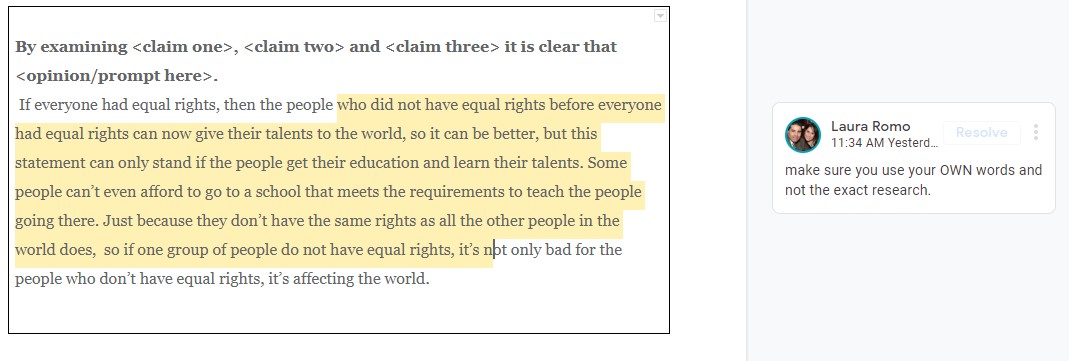 By examining <claim one>, <claim two> and <claim three> it is clear that
<opinion/prompt here>.
If everyone had equal rights, then the people who did not have equal rights before everyone
had equal rights can now give their talents to the world, so it can be better, but this
statement can only stand if the people get their education and learn their talents. Some
people can’t even afford to go to a school that meets the requirements to teach the people
going there. Just because they don’t have the same rights as all the other people in the
world does,  so if one group of people do not have equal rights, it’s not only bad for the
people who don’t have equal rights, it’s affecting the world.
Laura Romo
Resolve
11:34 AM Yesterd...
make sure you use your OWN words and
not the exact research.